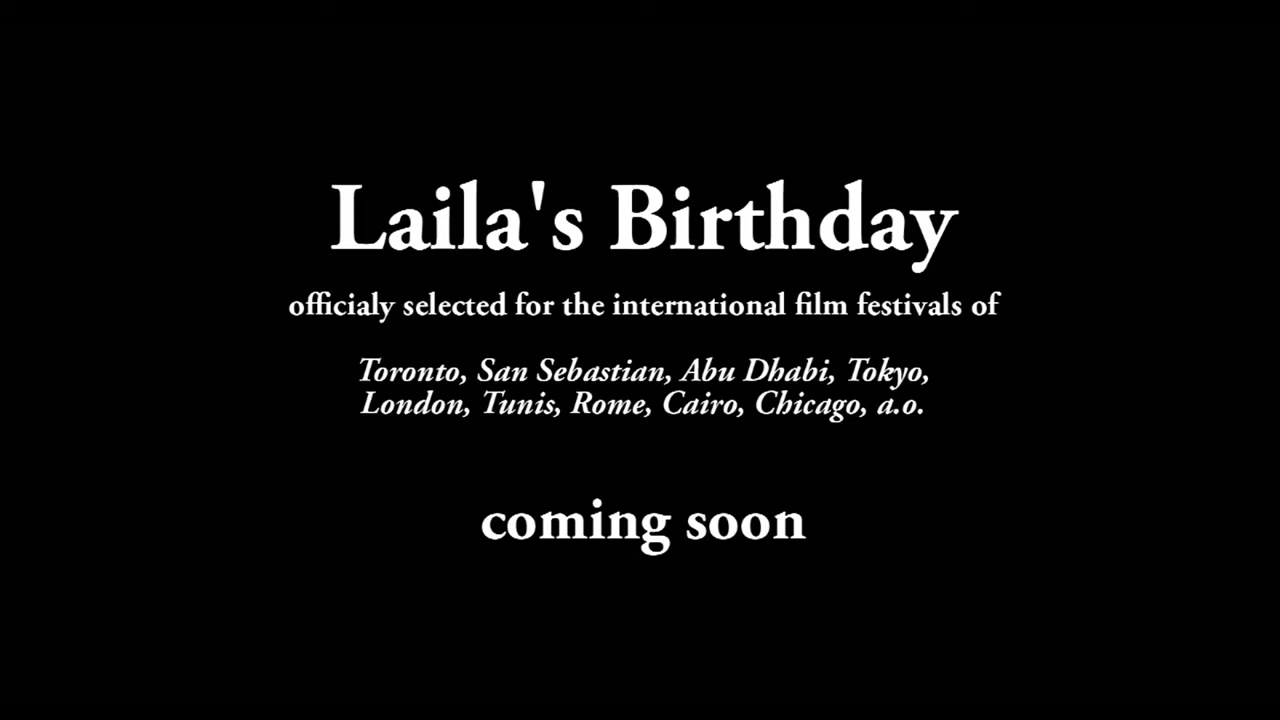 Laila's Birthday
officialy selected for the international film festivals of
Toronto, San Sebastian, Abu Dhabi, Tokyo,
London, Tunis, Rome, Cairo, Chicago, a.o.
coming soon